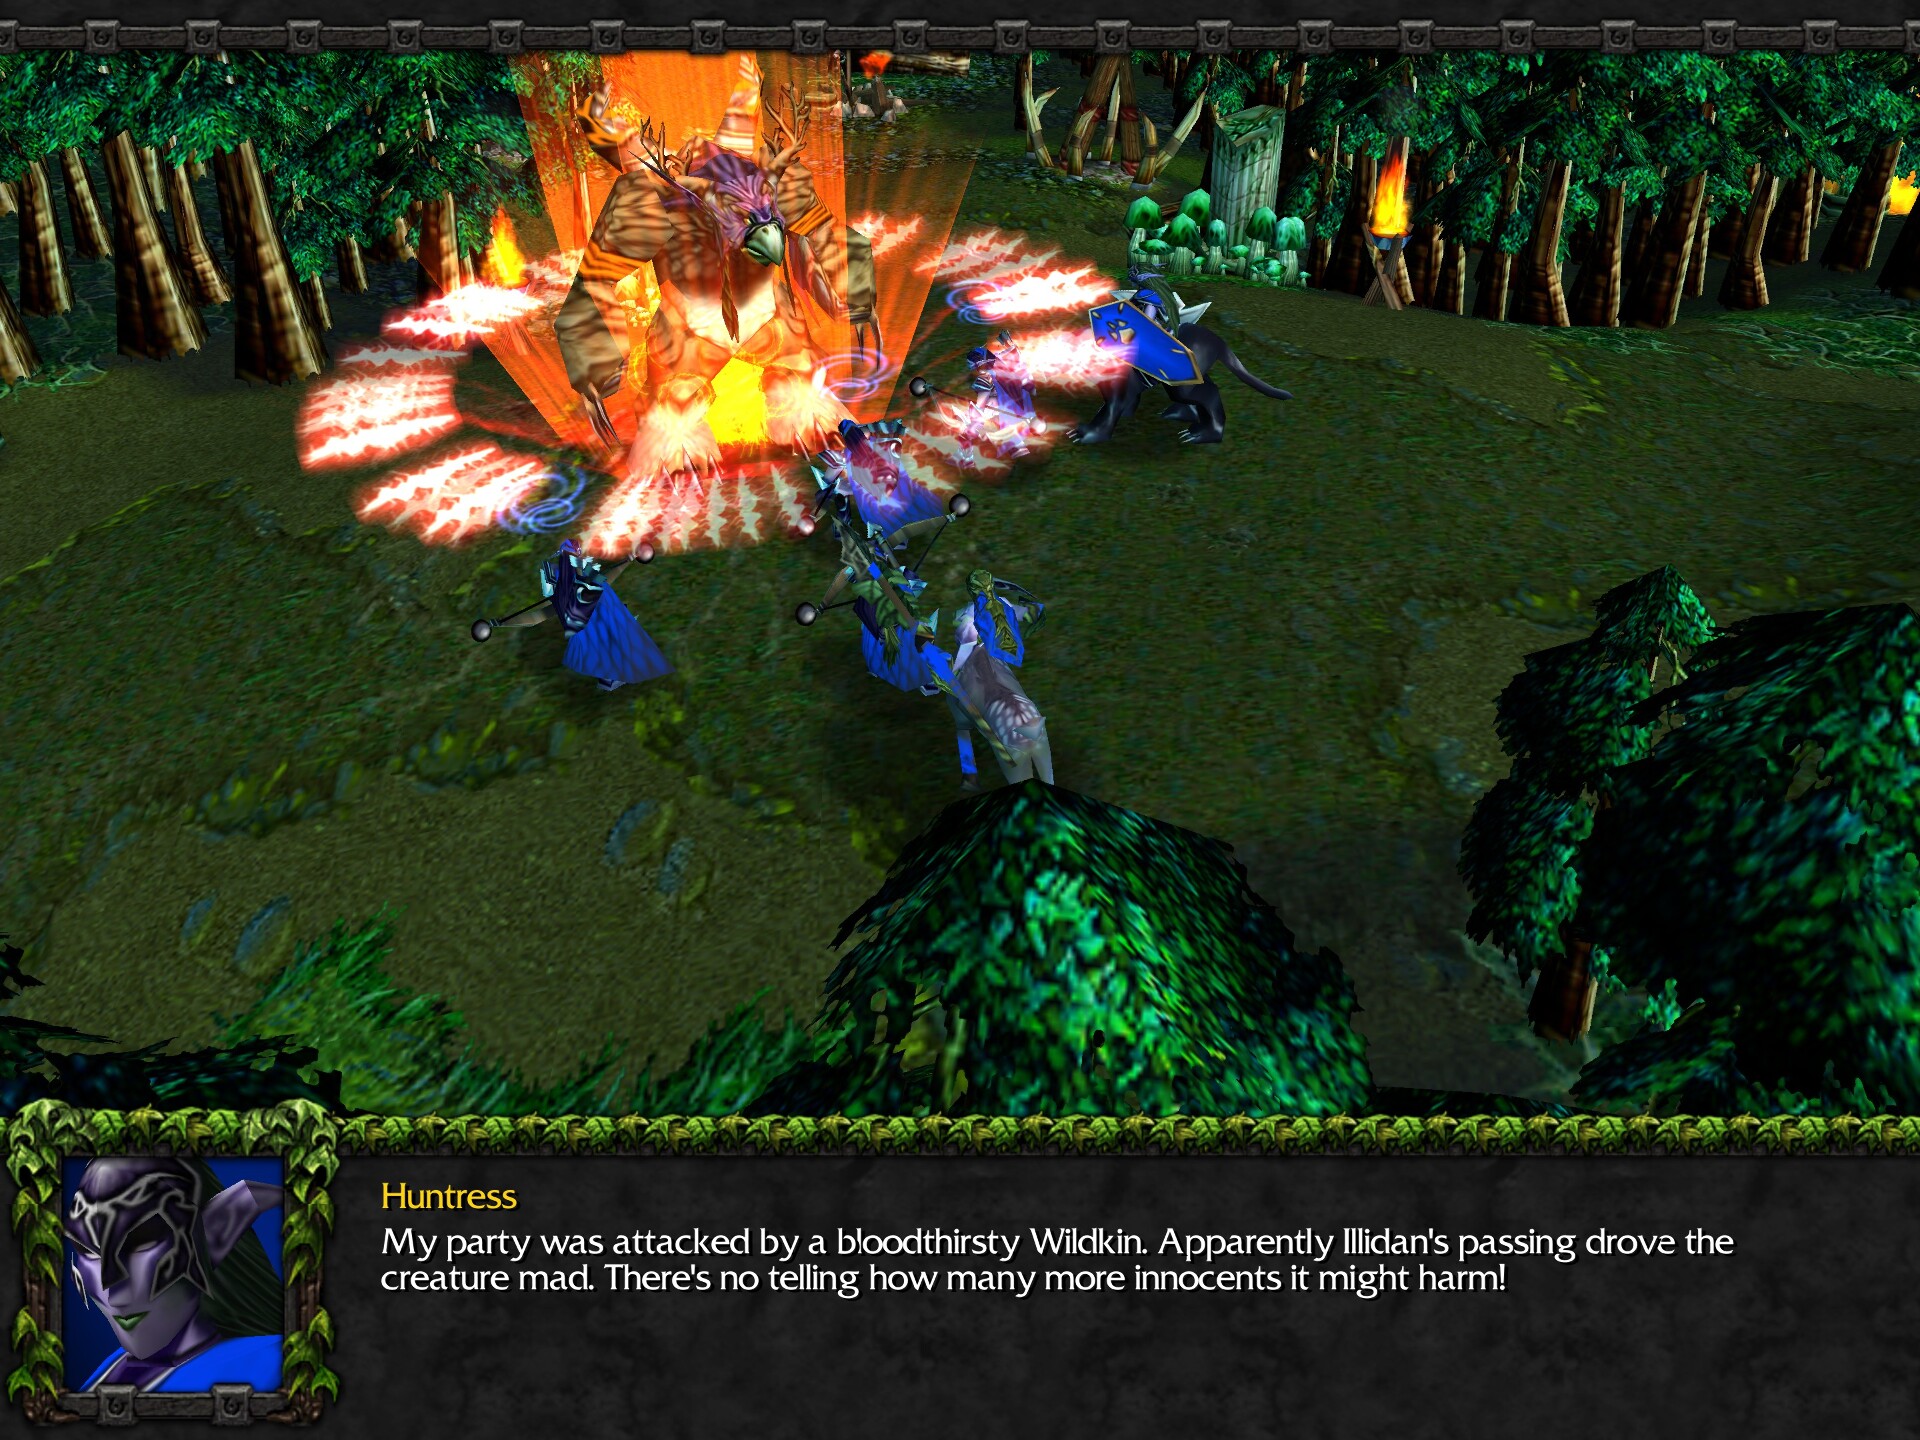 Huntress
My party was attacked by a bloodthirsty Wildkin. Apparently Illidan's passing drove the
creature mad. There's no telling how many more innocents it might harm!